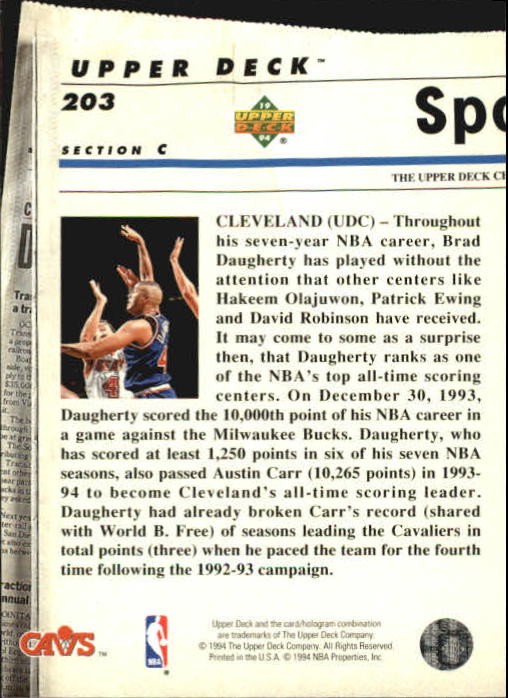 UPPER DECK™
203
19
UPPER
DECK
94
®
Spo
SECTION C
THE UPPER DECK CH
CLEVELAND (UDC) – Throughout
his seven-year NBA career, Brad
Daugherty has played without the
attention that other centers like
Hakeem Olajuwon, Patrick Ewing
and David Robinson have received.
It may come to some as a surprise
then, that Daugherty ranks as one
of the NBA's top all-time scoring
centers. On December 30, 1993,
Daugherty scored the 10,000th point of his NBA career in
a game against the Milwaukee Bucks. Daugherty, who
has scored at least 1,250 points in six of his seven NBA
seasons, also passed Austin Carr (10,265 points) in 1993-
94 to become Cleveland's all-time scoring leader.
Daugherty had already broken Carr's record (shared
with World B. Free) of seasons leading the Cavaliers in
total points (three) when he paced the team for the fourth
time following the 1992-93 campaign.
CAVS™
NBA
®
Upper Deck and the card/hologram combination
are trademarks of The Upper Deck Company.
© 1994 The Upper Deck Company. All Rights Reserved.
Printed in the U.S.A. © 1994 NBA Properties, Inc.